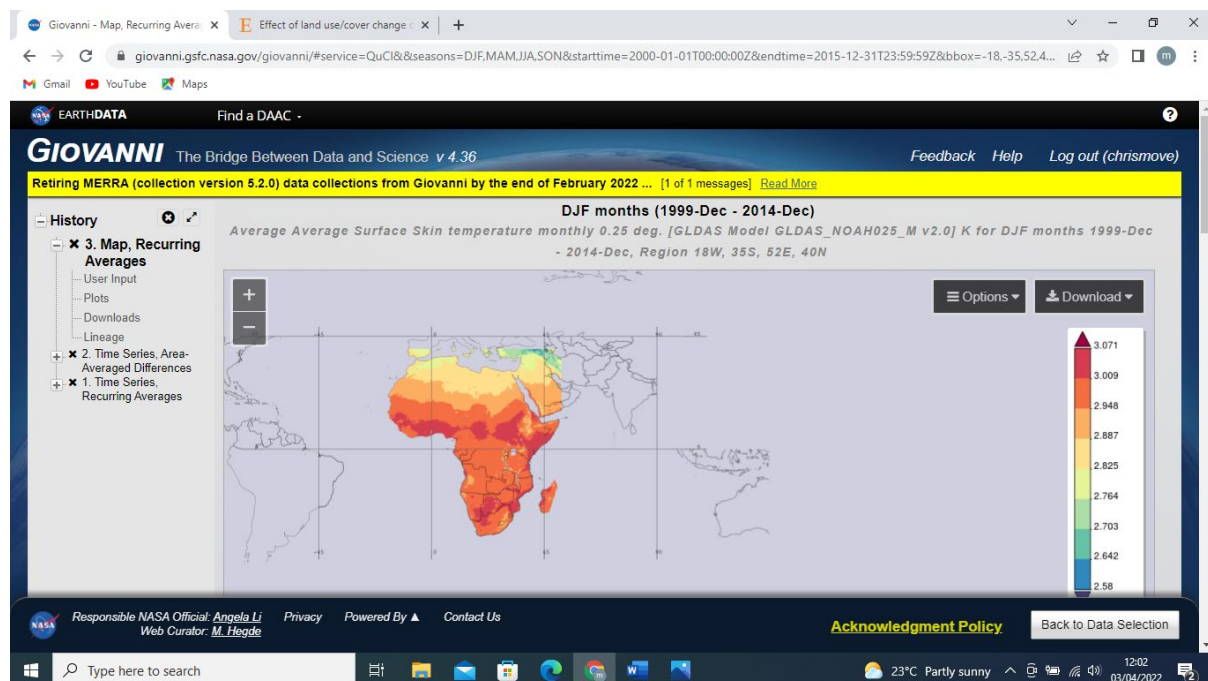 Giovanni - Map, Recurring Avera
Effect of land use/cover change
giovanni.gsfc.nasa.gov/giovanni/#service=QuCl&&seasons=DJF,MAM,JJA,SON&starttime=2000-01-01T00:00:00Z&endtime=2015-12-31T23:59:59Z&bbox=-18,-35,52,4...
m
Gmail YouTube Maps
EARTHDATA Find a DAAC
GIOVANNI The Bridge Between Data and Science v 4.36 Feedback Help Log out (chrismove)
Retiring MERRA (collection version 5.2.0) data collections from Giovanni by the end of February 2022 ... [1 of 1 messages] Read More
History
3. Map, Recurring
Averages
User Input
Plots
Downloads
Lineage
2. Time Series, Area-
Averaged Differences
1. Time Series,
Recurring Averages
DJF months (1999-Dec - 2014-Dec)
Average Average Surface Skin temperature monthly 0.25 deg. [GLDAS Model GLDAS_NOAH025_M v2.0] K for DJF months 1999-Dec
- 2014-Dec, Region 18W, 35S, 52E, 40N
+
−
Options Download
3.071
3.009
2.948
2.887
2.825
2.764
2.703
2.642
2.58
Responsible NASA Official: Angela Li Privacy Powered By ▲ Contact Us
Web Curator: M. Hegde
Acknowledgment Policy Back to Data Selection
Type here to search
23°C Partly sunny
12:02
03/04/2022
2